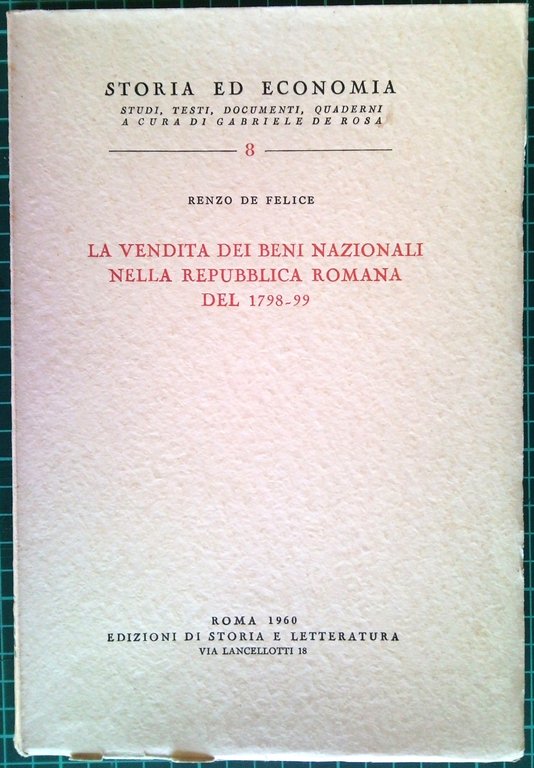 STORIA ED ECONOMIA
STUDI, TESTI, DOCUMENTI, QUADERNI
A CURA DI GABRIELE DE ROSA
8
RENZO DE FELICE
LA VENDITA DEI BENI NAZIONALI
NELLA REPUBBLICA ROMANA
DEL 1798-99
ROMA 1960
EDIZIONI DI STORIA E LETTERATURA
VIA LANCELLOTTI 18